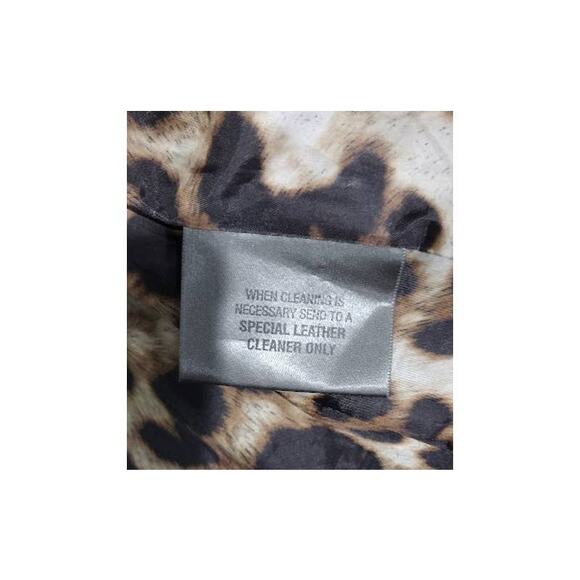 WHEN CLEANING IS
NECESSARY SEND TO A
SPECIAL LEATHER
CLEANER ONLY